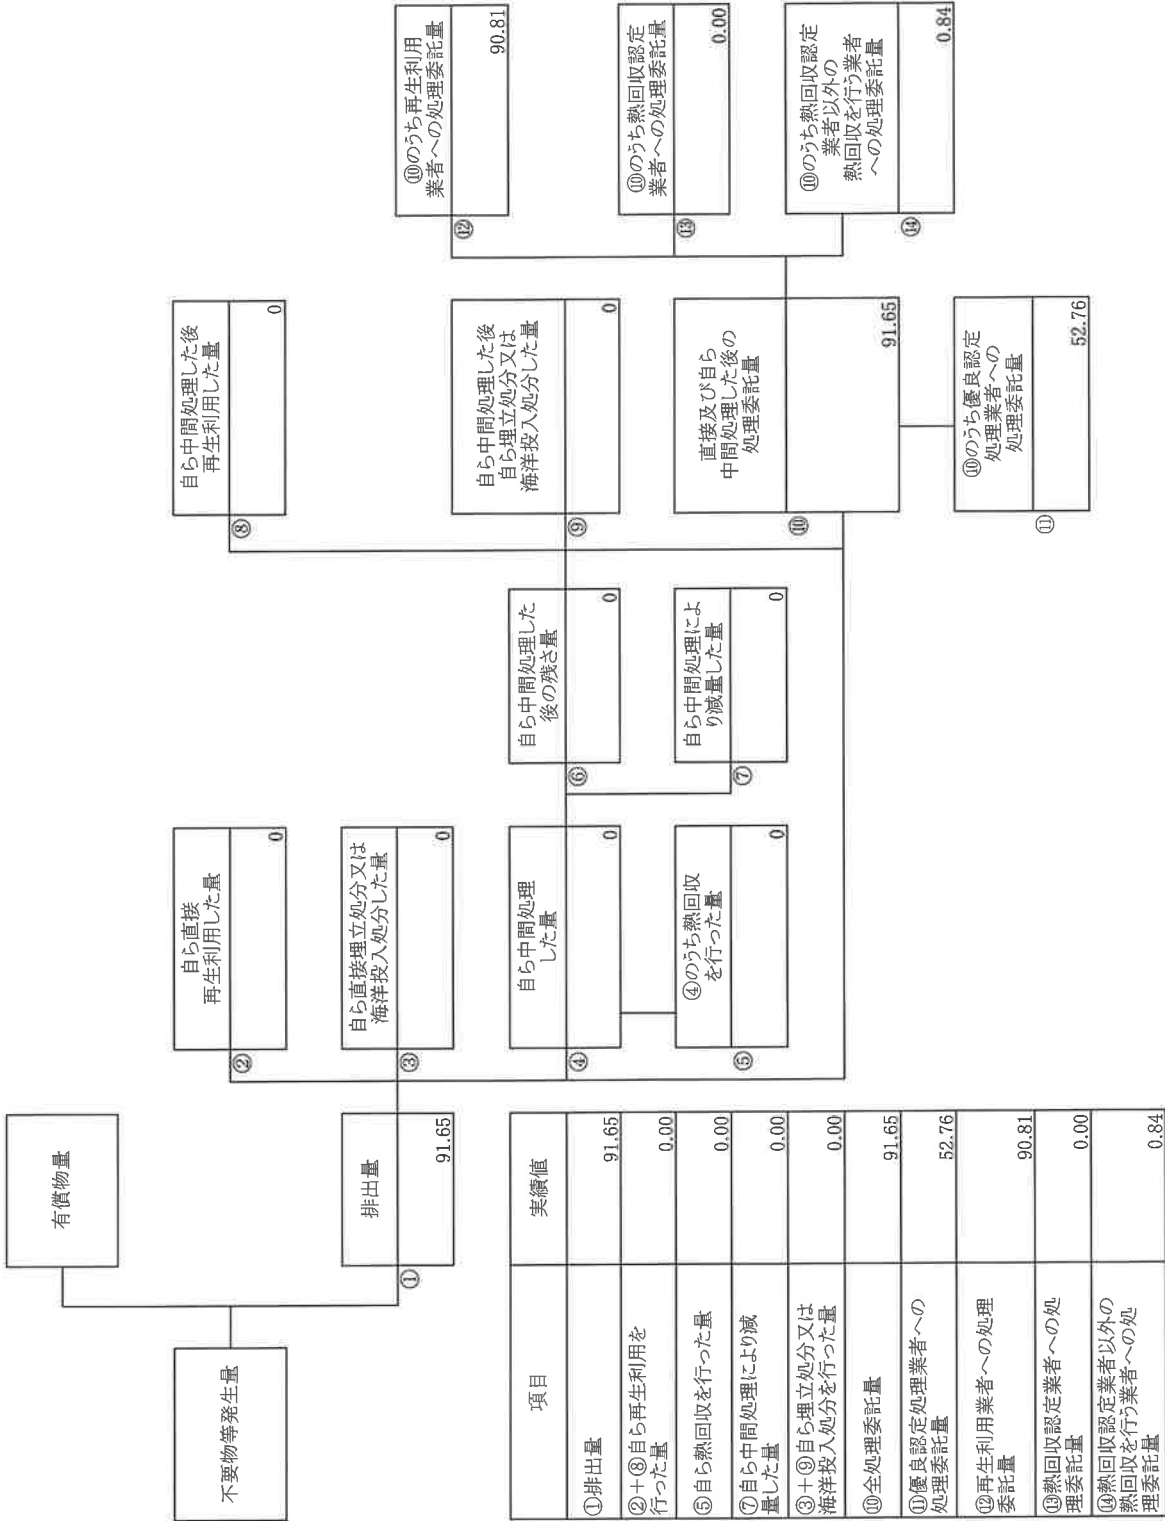 不要物等発生量
有償物量
排出量
①
91.65
自ら直接
再生利用した量
②
0
自ら直接埋立処分又は
海洋投入処分した量
③
0
自ら中間処理
した量
④
0
④のうち熱回収
を行った量
⑤
0
自ら中間処理した
後の残さ量
⑥
0
自ら中間処理によ
り減量した量
⑦
0
自ら中間処理した後
再生利用した量
⑧
0
自ら中間処理した後
自ら埋立処分又は
海洋投入処分した量
⑨
0
直接及び自ら
中間処理した後の
処理委託量
⑩
91.65
⑩のうち優良認定
処理業者への
処理委託量
⑪
52.76
⑩のうち再生利用
業者への処理委託量
⑫
90.81
⑩のうち熱回収認定
業者への処理委託量
⑬
0.00
⑩のうち熱回収認定
業者以外の
熱回収を行う業者
への処理委託量
⑭
0.84
項目 実績値
①排出量 91.65
②+⑧自ら再生利用を
行った量 0.00
⑤自ら熱回収を行った量 0.00
⑦自ら中間処理により減
量した量 0.00
③+⑨自ら埋立処分又は
海洋投入処分を行った量 0.00
⑩全処理委託量 91.65
⑪優良認定処理業者への
処理委託量 52.76
⑫再生利用業者への処理
委託量 90.81
⑬熱回収認定業者への処
理委託量 0.00
⑭熱回収認定業者以外の
熱回収を行う業者への処
理委託量 0.84